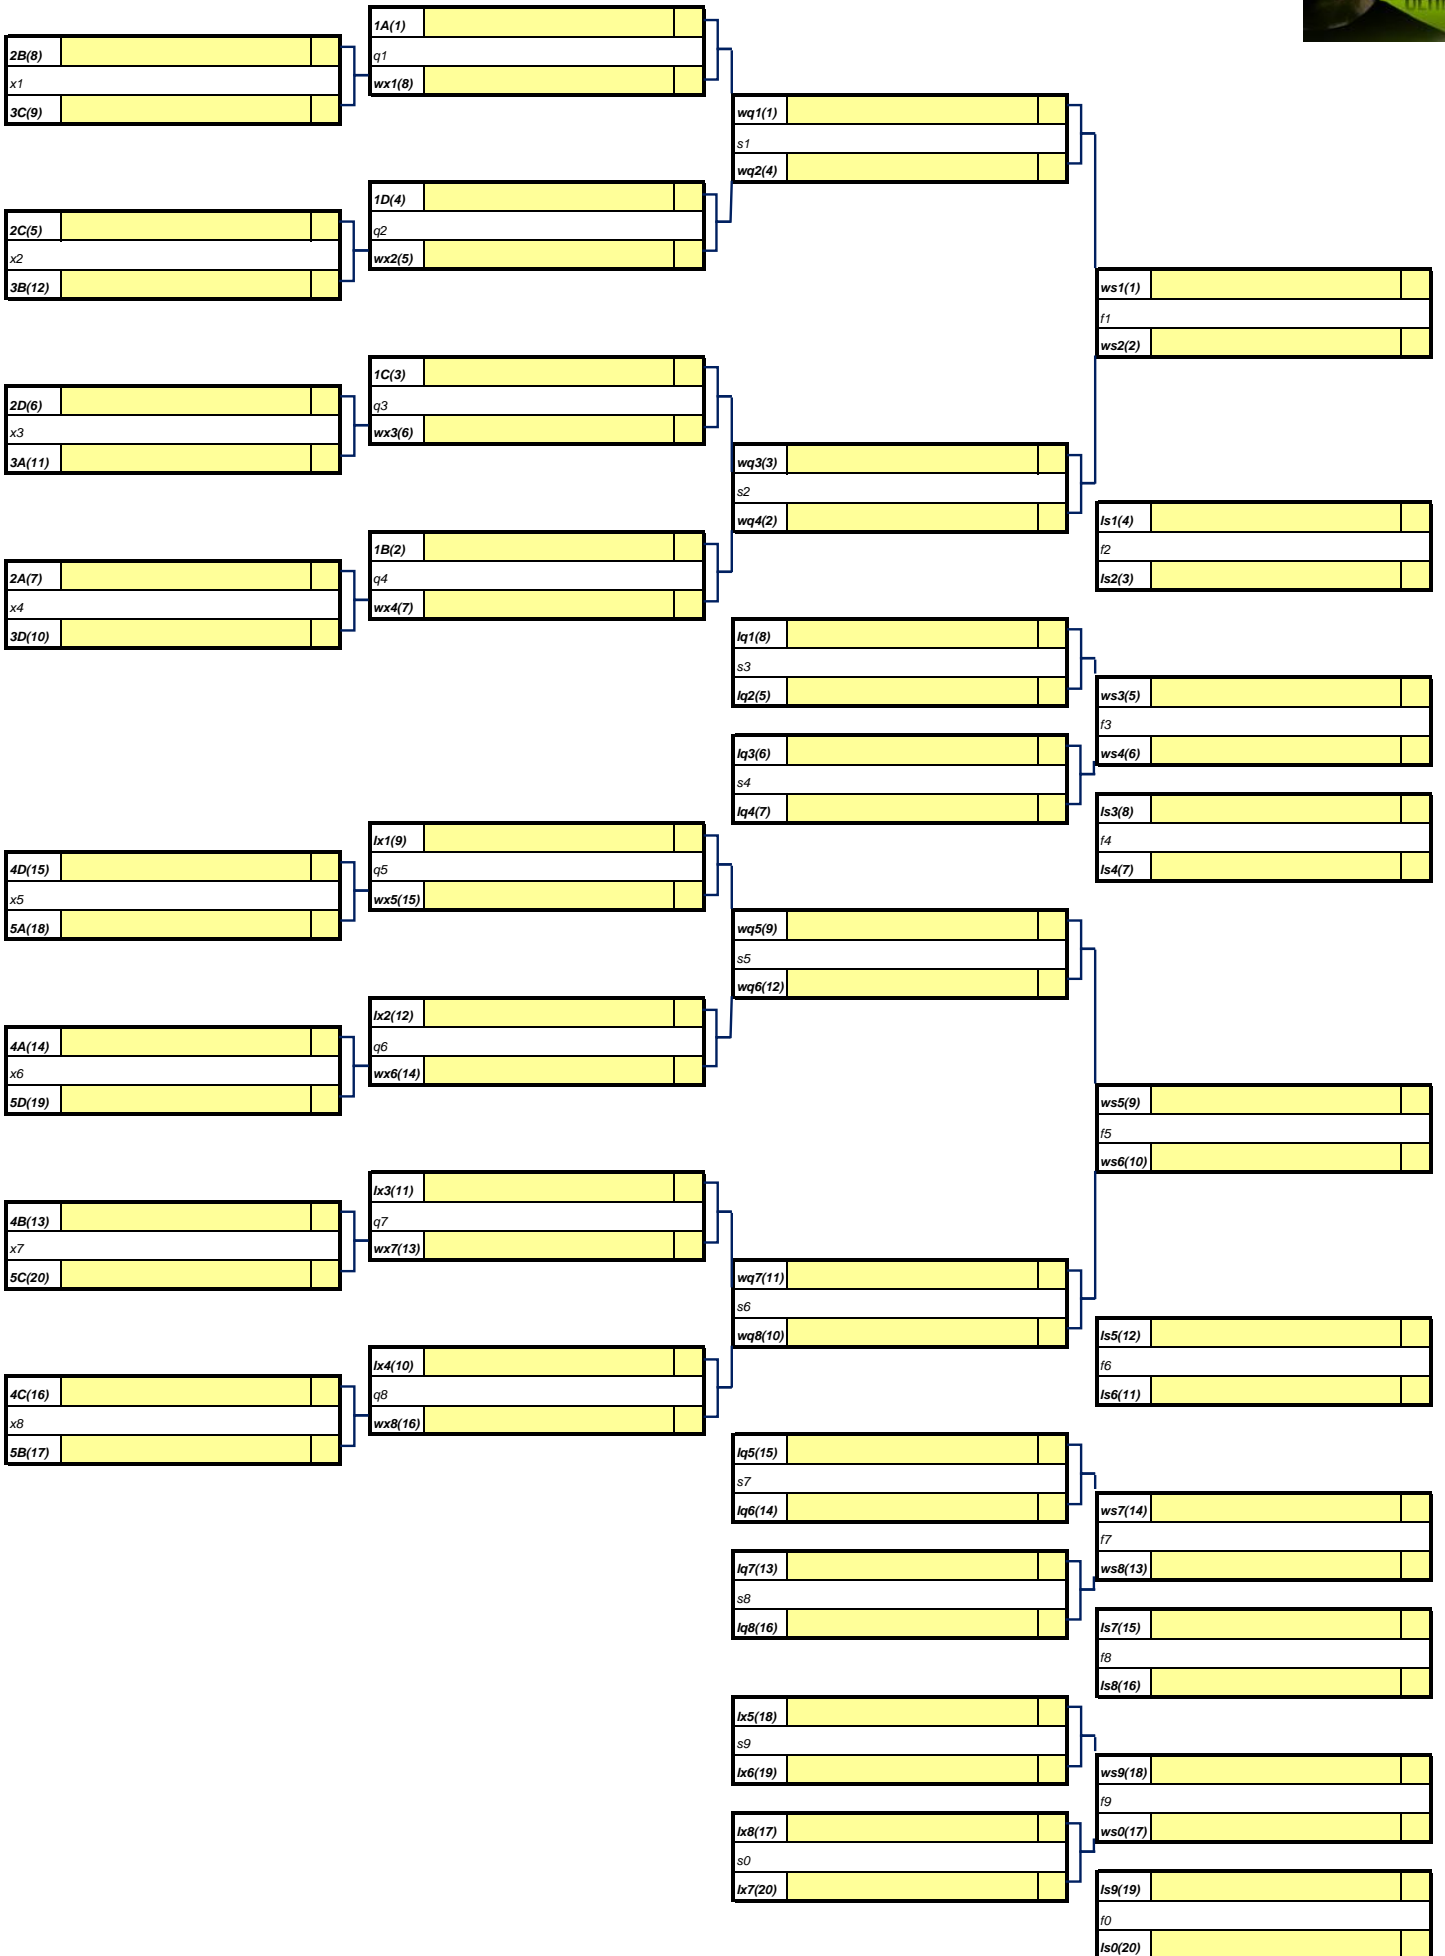 2B(8)
x1
3C(9)
2C(5)
x2
3B(12)
2D(6)
x3
3A(11)
2A(7)
x4
3D(10)
4D(15)
x5
5A(18)
4A(14)
x6
5D(19)
4B(13)
x7
5C(20)
4C(16)
x8
5B(17)
1A(1)
q1
wx1(8)
1D(4)
q2
wx2(5)
1C(3)
q3
wx3(6)
1B(2)
q4
wx4(7)
lx1(9)
q5
wx5(15)
lx2(12)
q6
wx6(14)
lx3(11)
q7
wx7(13)
lx4(10)
q8
wx8(16)
wq1(1)
s1
wq2(4)
wq3(3)
s2
wq4(2)
lq1(8)
s3
lq2(5)
lq3(6)
s4
lq4(7)
wq5(9)
s5
wq6(12)
wq7(11)
s6
wq8(10)
lq5(15)
s7
lq6(14)
lq7(13)
s8
lq8(16)
lx5(18)
s9
lx6(19)
lx8(17)
s0
lx7(20)
ws1(1)
f1
ws2(2)
ls1(4)
f2
ls2(3)
ws3(5)
f3
ws4(6)
ls3(8)
f4
ls4(7)
ws5(9)
f5
ws6(10)
ls5(12)
f6
ls6(11)
ws7(14)
f7
ws8(13)
ls7(15)
f8
ls8(16)
ws9(18)
f9
ws0(17)
ls9(19)
f0
ls0(20)